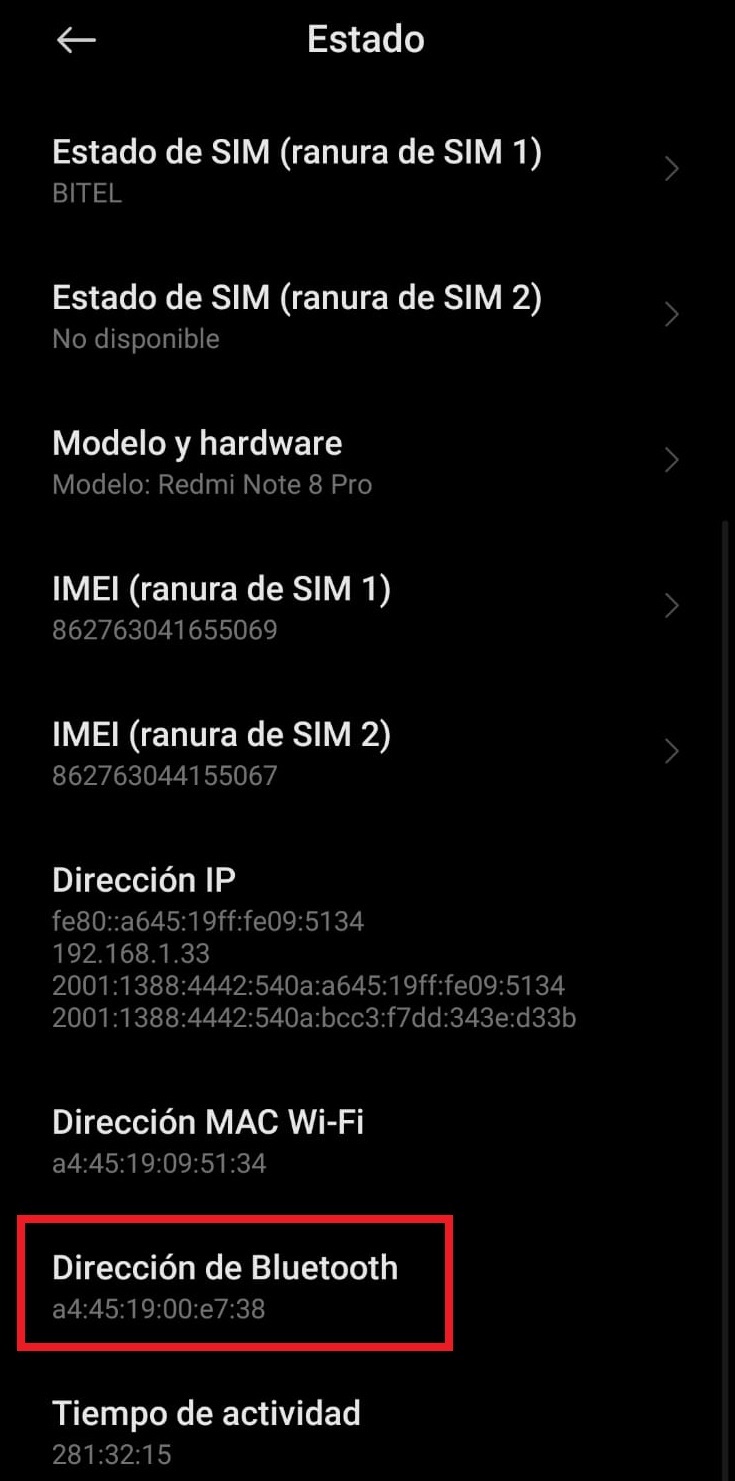 Estado
Estado de SIM (ranura de SIM 1)
BITEL
Estado de SIM (ranura de SIM 2)
No disponible
Modelo y hardware
Modelo: Redmi Note 8 Pro
IMEI (ranura de SIM 1)
862763041655069
IMEI (ranura de SIM 2)
862763044155067
Dirección IP
fe80::a645:19ff:fe09:5134
192.168.1.33
2001:1388:4442:540a:a645:19ff:fe09:5134
2001:1388:4442:540a:bcc3:f7dd:343e:d33b
Dirección MAC Wi-Fi
a4:45:19:09:51:34
Dirección de Bluetooth
a4:45:19:00:e7:38
Tiempo de actividad
281:32:15